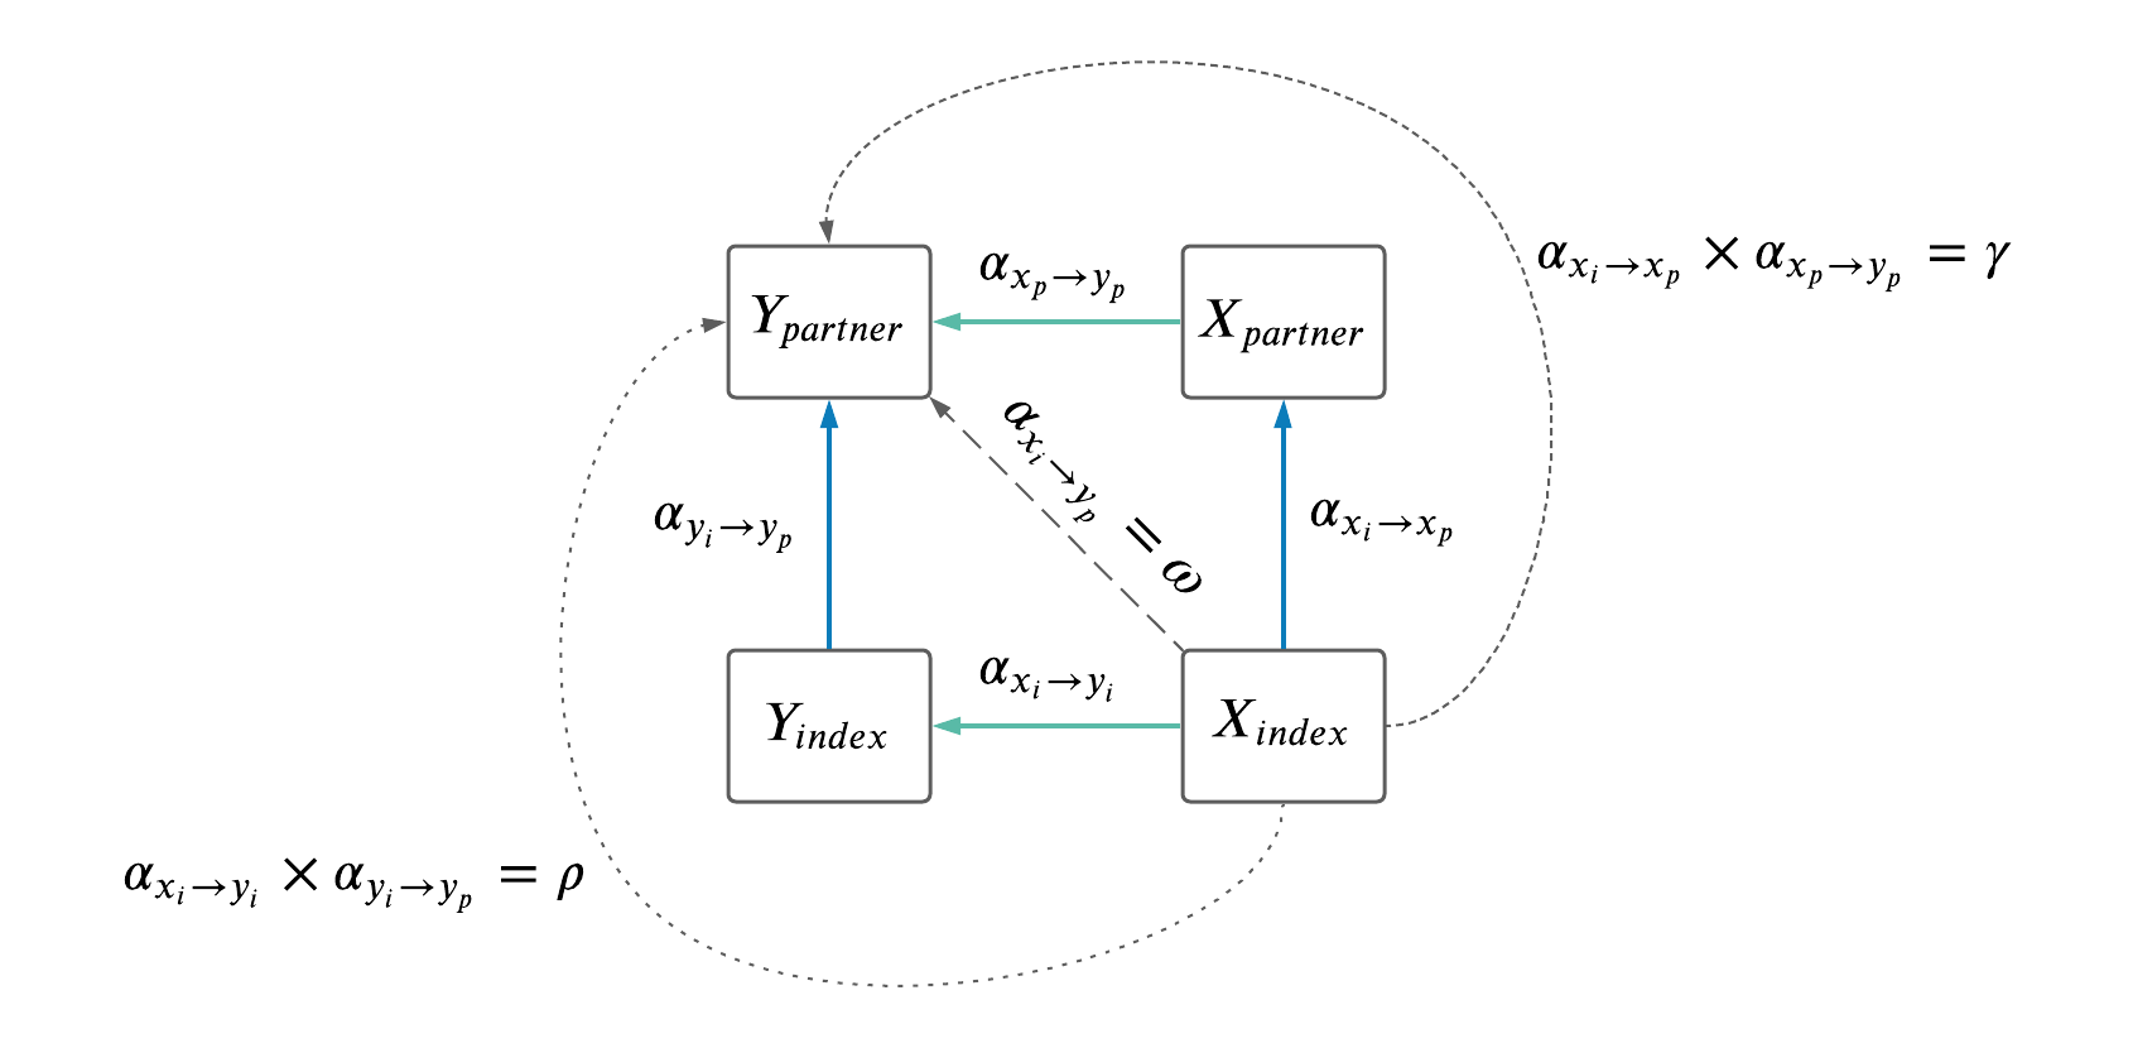 α_{x_i→x_p} × α_{x_p→y_p} = γ
α_{x_p→y_p}
Y_{partner}
X_{partner}
α_{x_i→y_p} = ω
α_{y_i→y_p}
α_{x_i→x_p}
α_{x_i→y_i}
Y_{index}
X_{index}
α_{x_i→y_i} × α_{y_i→y_p} = ρ